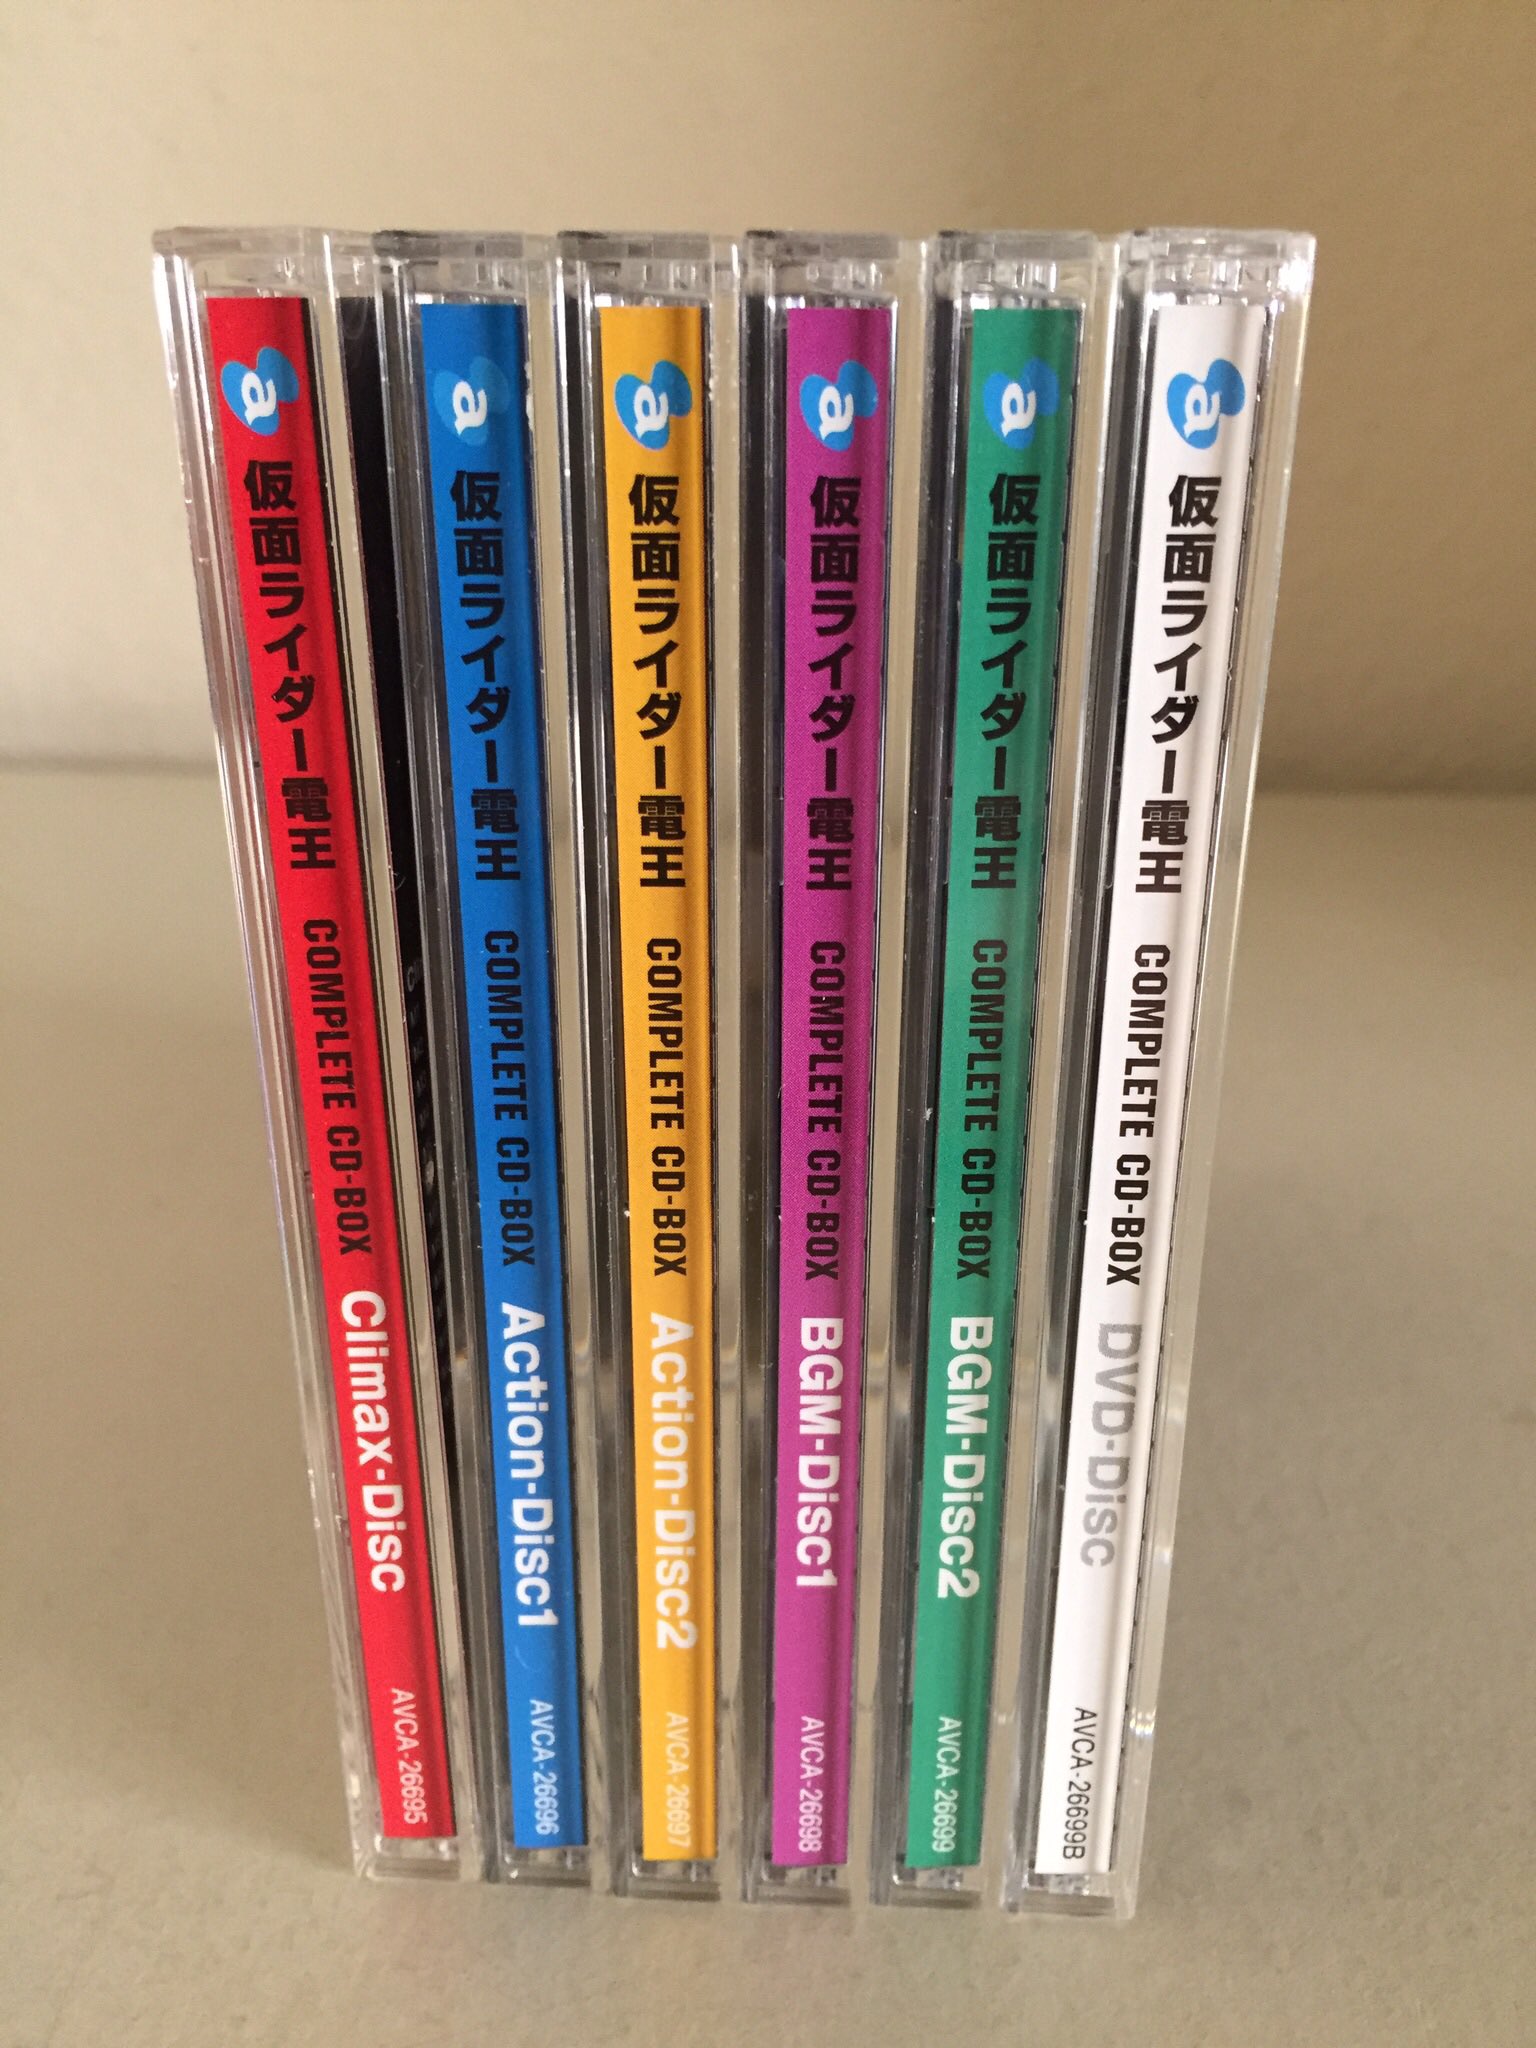 a 仮面ライダー電王 COMPLETE CD-BOX Climax-Disc AVCA-26695
a 仮面ライダー電王 COMPLETE CD-BOX Action-Disc1 AVCA-26696
a 仮面ライダー電王 COMPLETE CD-BOX Action-Disc2 AVCA-26697
a 仮面ライダー電王 COMPLETE CD-BOX BGM-Disc1 AVCA-26698
a 仮面ライダー電王 COMPLETE CD-BOX BGM-Disc2 AVCA-26699
a 仮面ライダー電王 COMPLETE CD-BOX DVD-Disc AVCA-26699B